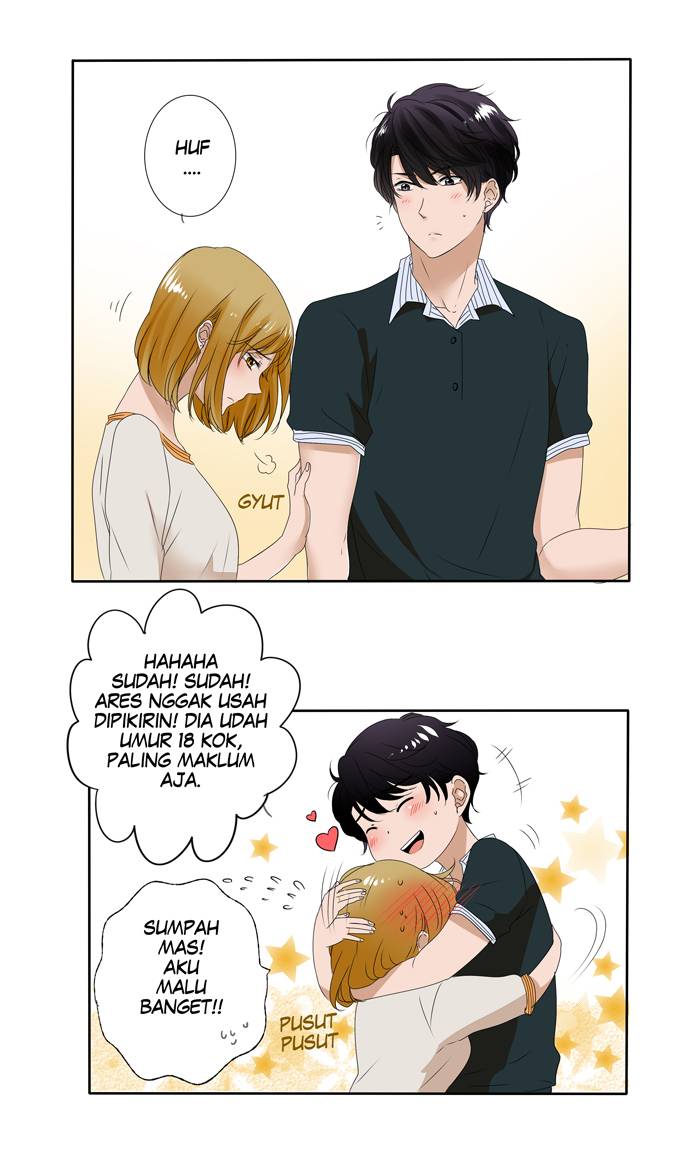 HUF
....
GYUT
HAHAHA
SUDAH! SUDAH!
ARES NGGAK USAH
DIPIKIRIN! DIA UDAH
UMUR 18 KOK,
PALING MAKLUM
AJA.
SUMPAH
MAS!
AKU
MALU
BANGET!!
PUSUT
PUSUT